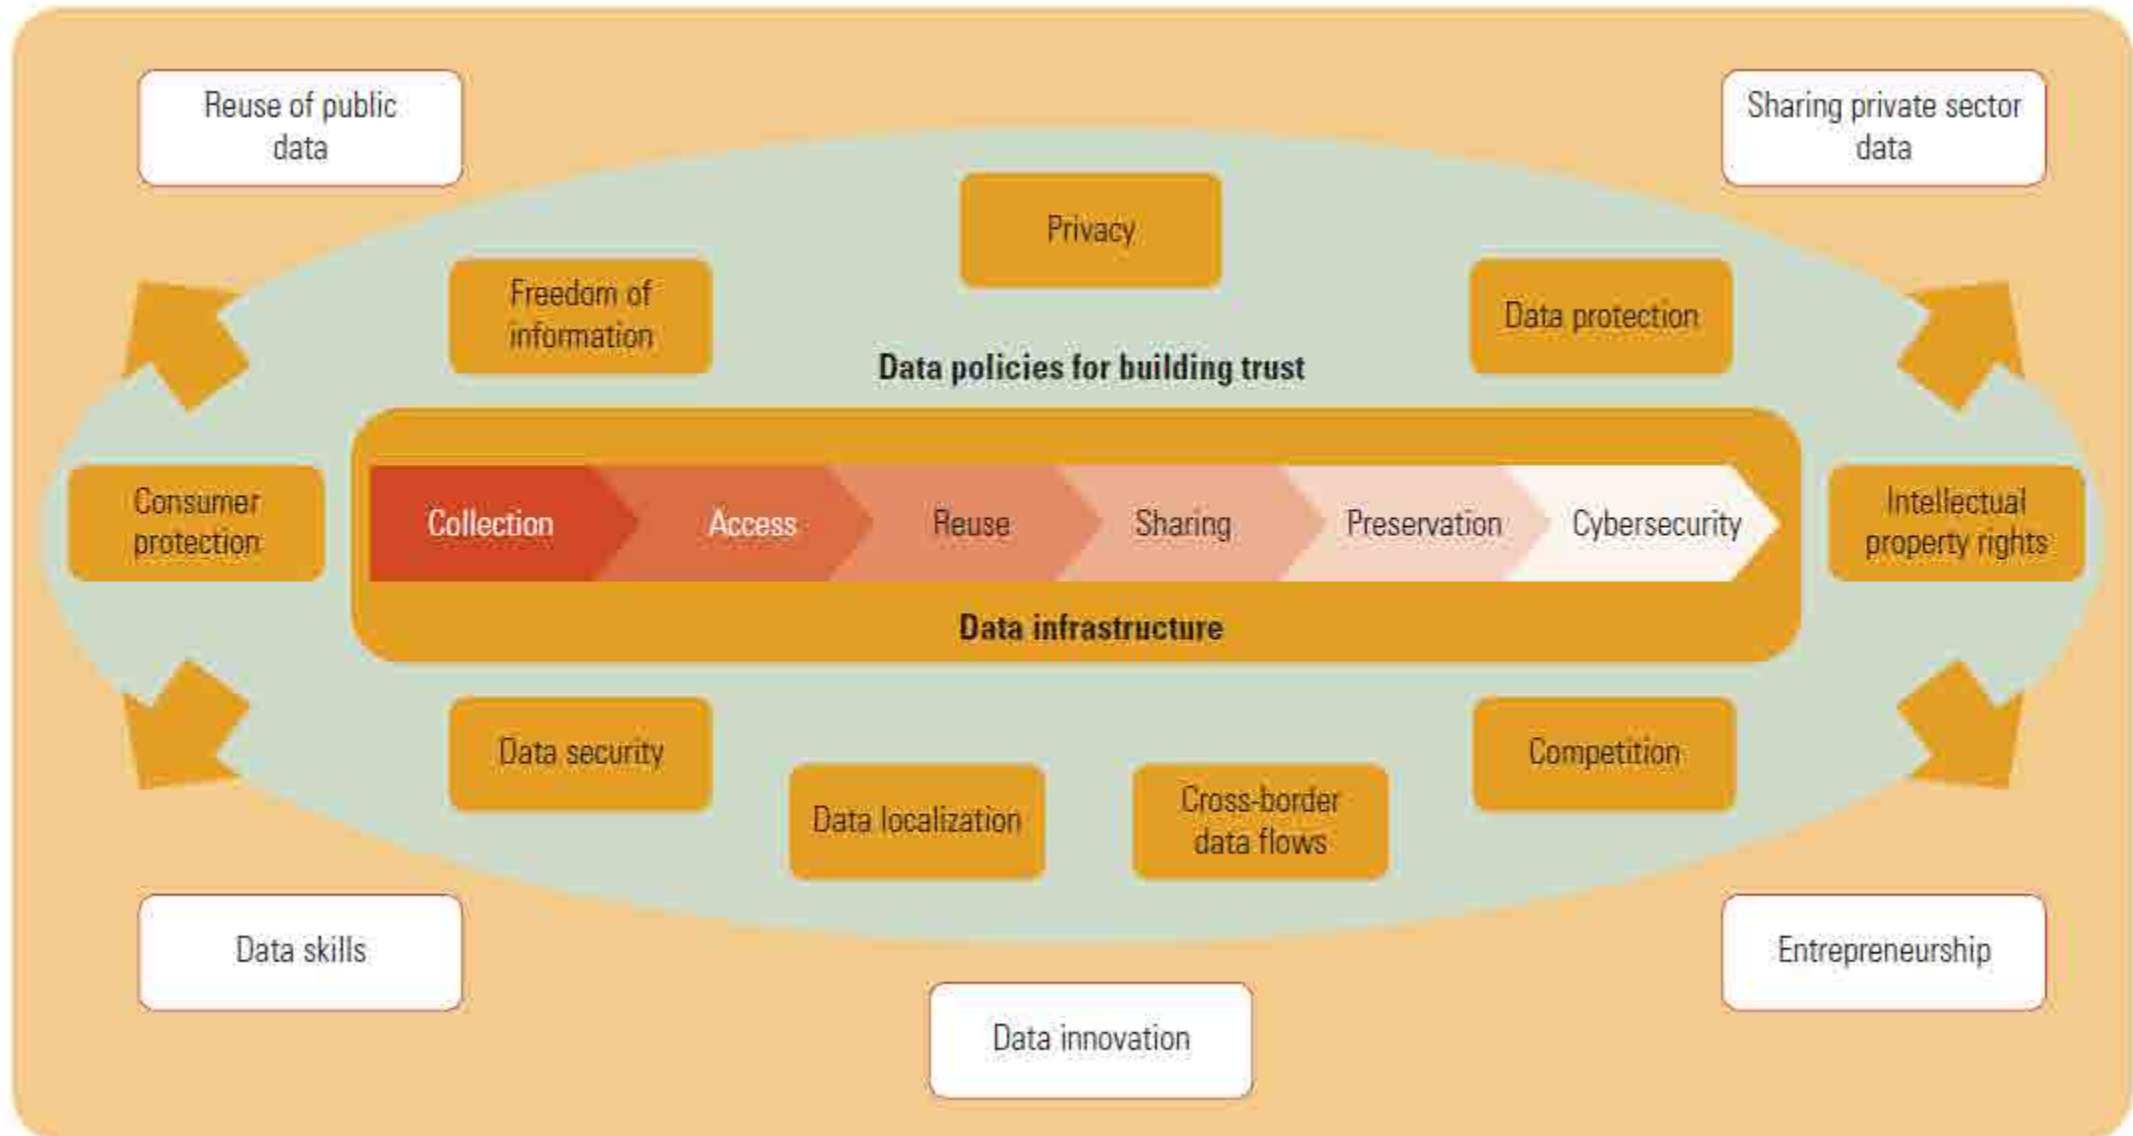 Reuse of public
data
Sharing private sector
data
Privacy
Freedom of
information
Data protection
Data policies for building trust
Consumer
protection
Collection
Access
Reuse
Sharing
Preservation
Cybersecurity
Intellectual
property rights
Data infrastructure
Data security
Competition
Data localization
Cross-border
data flows
Data skills
Entrepreneurship
Data innovation